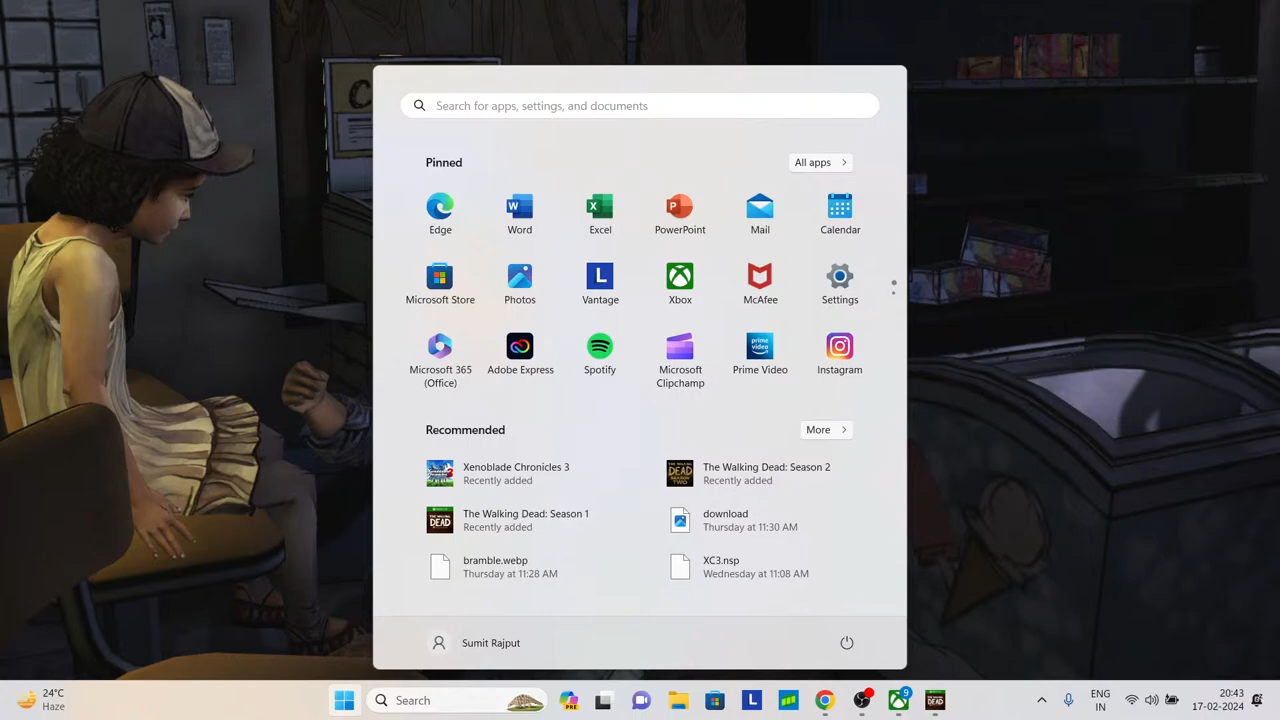 Search for apps, settings, and documents
Pinned
All apps
Edge
Word
Excel
PowerPoint
Mail
Calendar
Microsoft Store
Photos
Vantage
Xbox
McAfee
Settings
prime
video
Microsoft 365
(Office)
Adobe Express
Spotify
Microsoft
Clipchamp
Prime Video
Instagram
Recommended
More
Xenoblade Chronicles 3
Recently added
The Walking Dead: Season 2
Recently added
The Walking Dead: Season 1
Recently added
download
Thursday at 11:30 AM
bramble.webp
Thursday at 11:28 AM
XC3.nsp
Wednesday at 11:08 AM
Sumit Rajput
24°C
Haze
Search
PRE
9
ENG
IN
20:43
17-02-2024